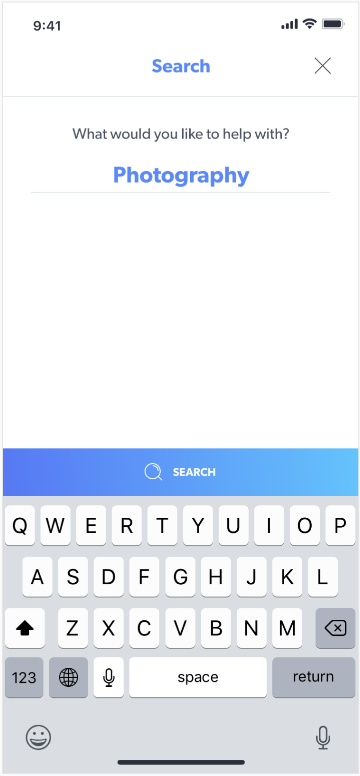 9:41
Search
What would you like to help with?
Photography
SEARCH
Q W E R T Y U I O P
A S D F G H J K L
Z X C V B N M
123 space return